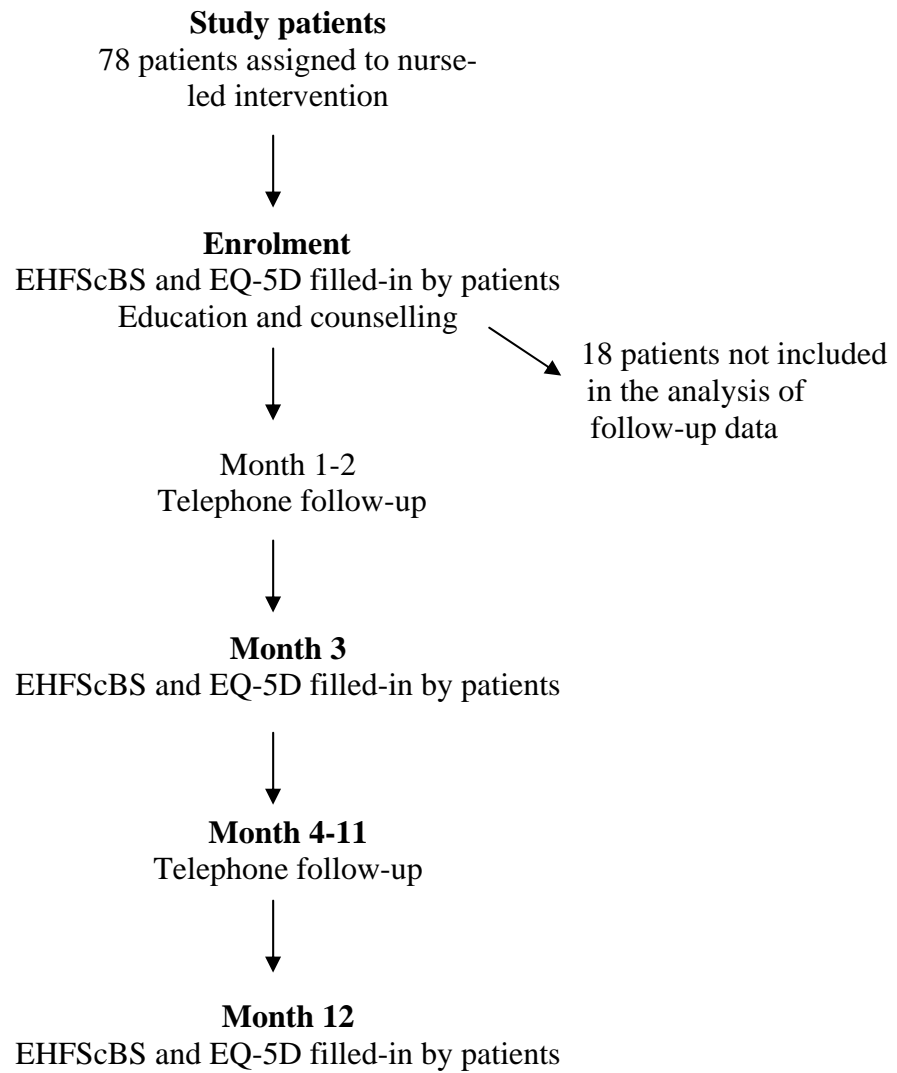 Study patients
78 patients assigned to nurse-
led intervention
Enrolment
EHFScBS and EQ-5D filled-in by patients
Education and counselling
18 patients not included
in the analysis of
follow-up data
Month 1-2
Telephone follow-up
Month 3
EHFScBS and EQ-5D filled-in by patients
Month 4-11
Telephone follow-up
Month 12
EHFScBS and EQ-5D filled-in by patients